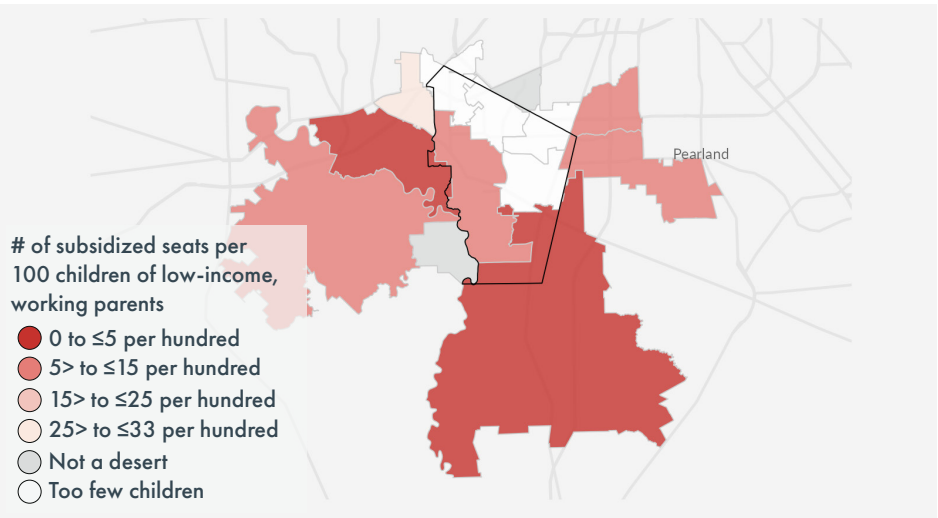 Pearland
# of subsidized seats per
100 children of low-income,
working parents
0 to ≤5 per hundred
5> to ≤15 per hundred
15> to ≤25 per hundred
25> to ≤33 per hundred
Not a desert
Too few children